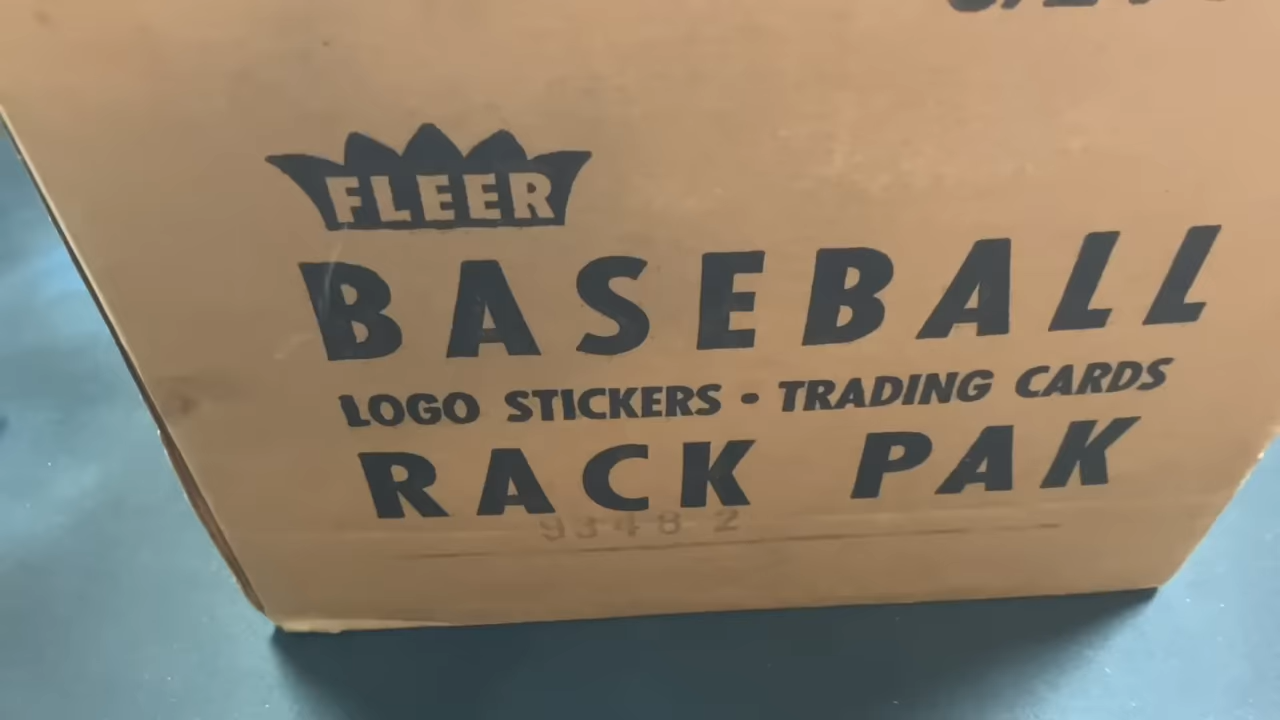 FLEER
BASEBALL
LOGO STICKERS • TRADING CARDS
RACK PAK
93482